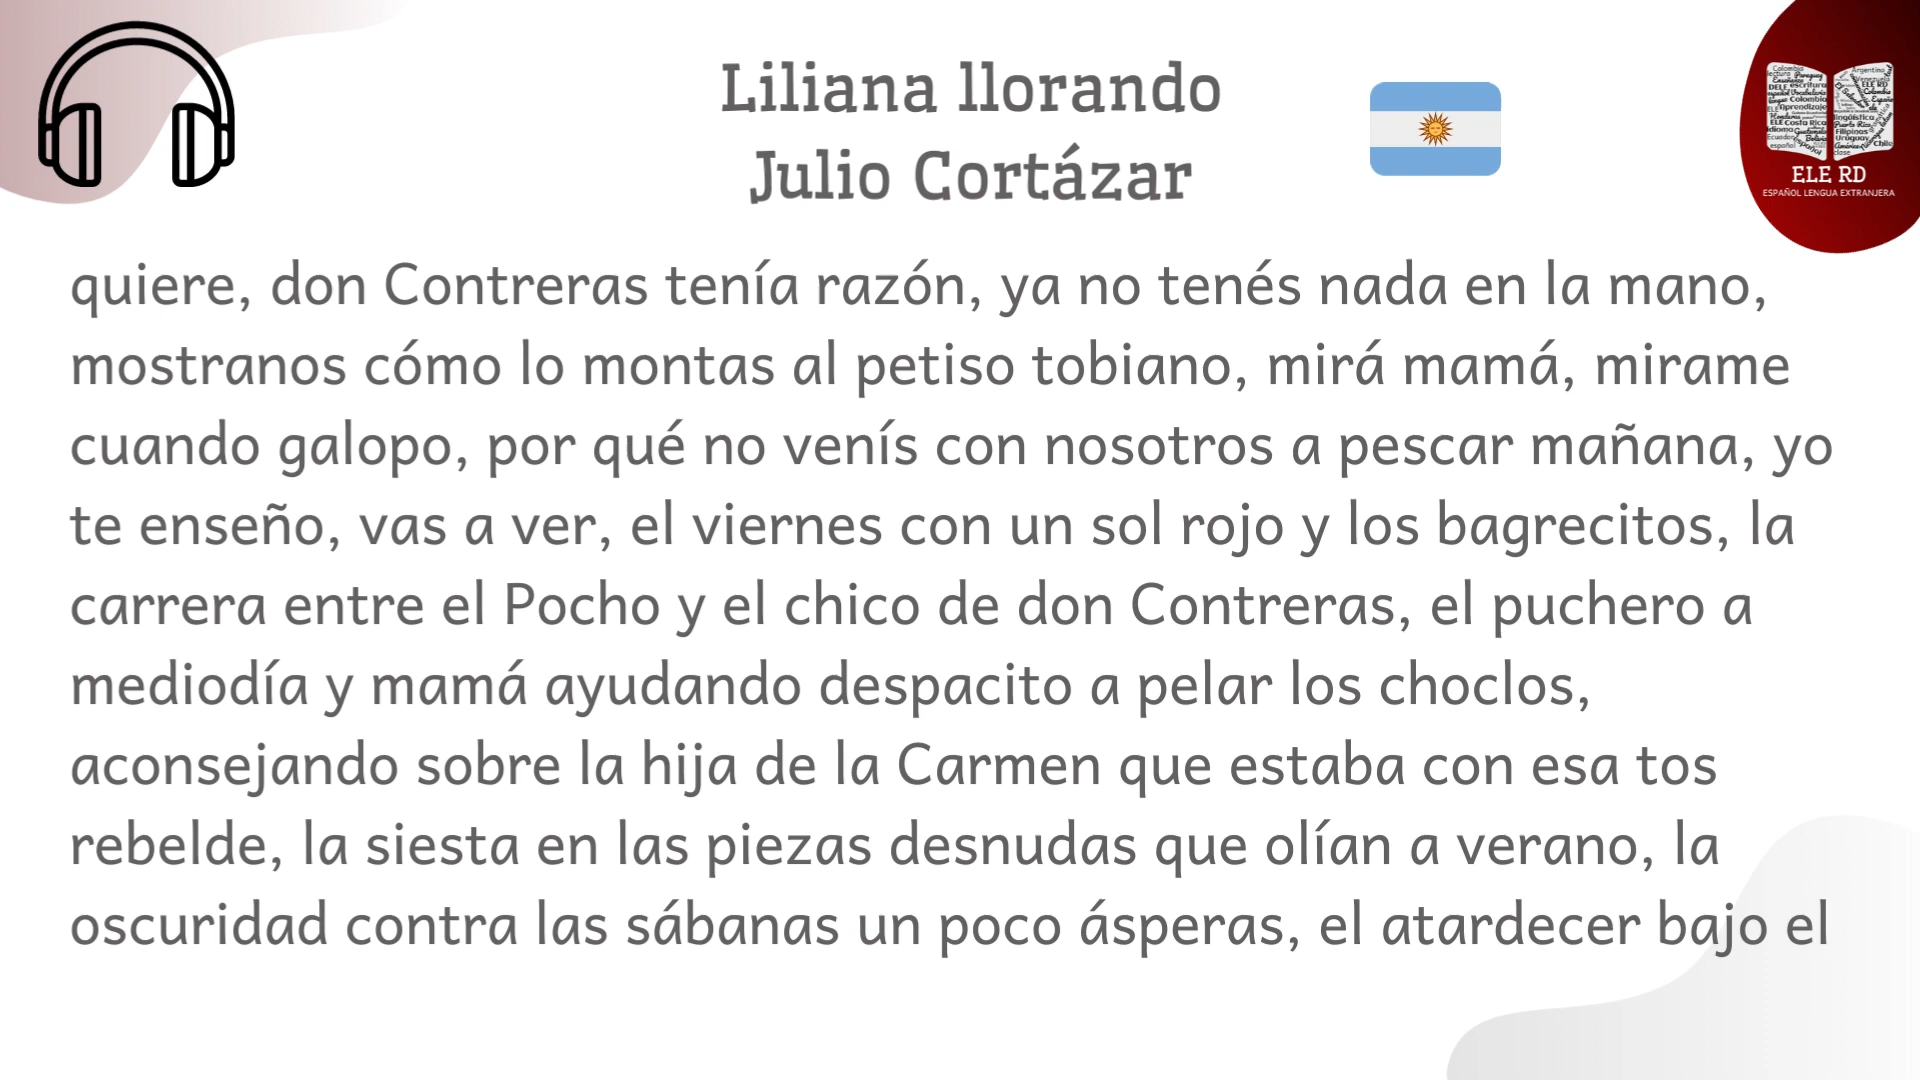 Liliana llorando
Julio Cortázar
ELE RD
ESPAÑOL LENGUA EXTRANJERA
quiere, don Contreras tenía razón, ya no tenés nada en la mano,
mostranos cómo lo montas al petiso tobiano, mirá mamá, mirame
cuando galopo, por qué no venís con nosotros a pescar mañana, yo
te enseño, vas a ver, el viernes con un sol rojo y los bagrecitos, la
carrera entre el Pocho y el chico de don Contreras, el puchero a
mediodía y mamá ayudando despacito a pelar los choclos,
aconsejando sobre la hija de la Carmen que estaba con esa tos
rebelde, la siesta en las piezas desnudas que olían a verano, la
oscuridad contra las sábanas un poco ásperas, el atardecer bajo el